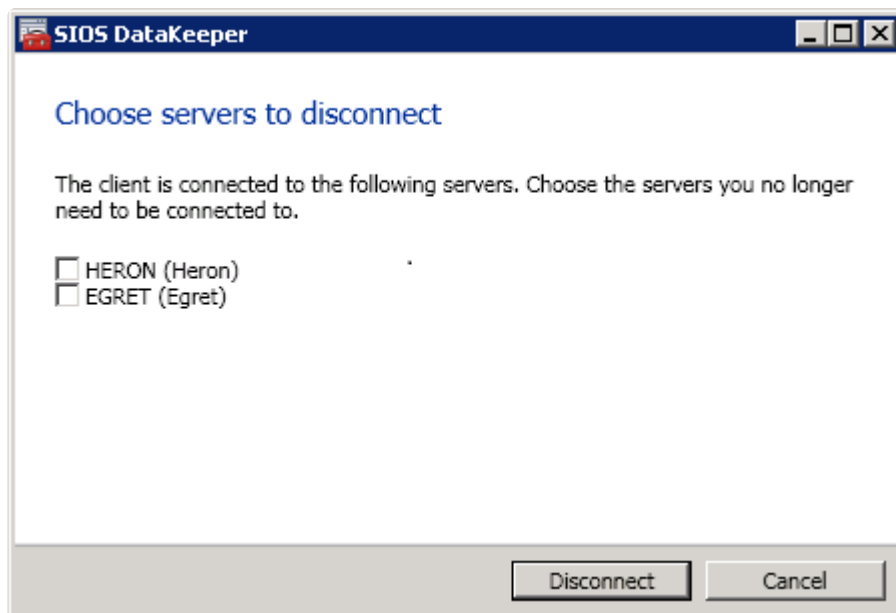 SIOS DataKeeper
Choose servers to disconnect
The client is connected to the following servers. Choose the servers you no longer
need to be connected to.
HERON (Heron)
EGRET (Egret)
Disconnect
Cancel